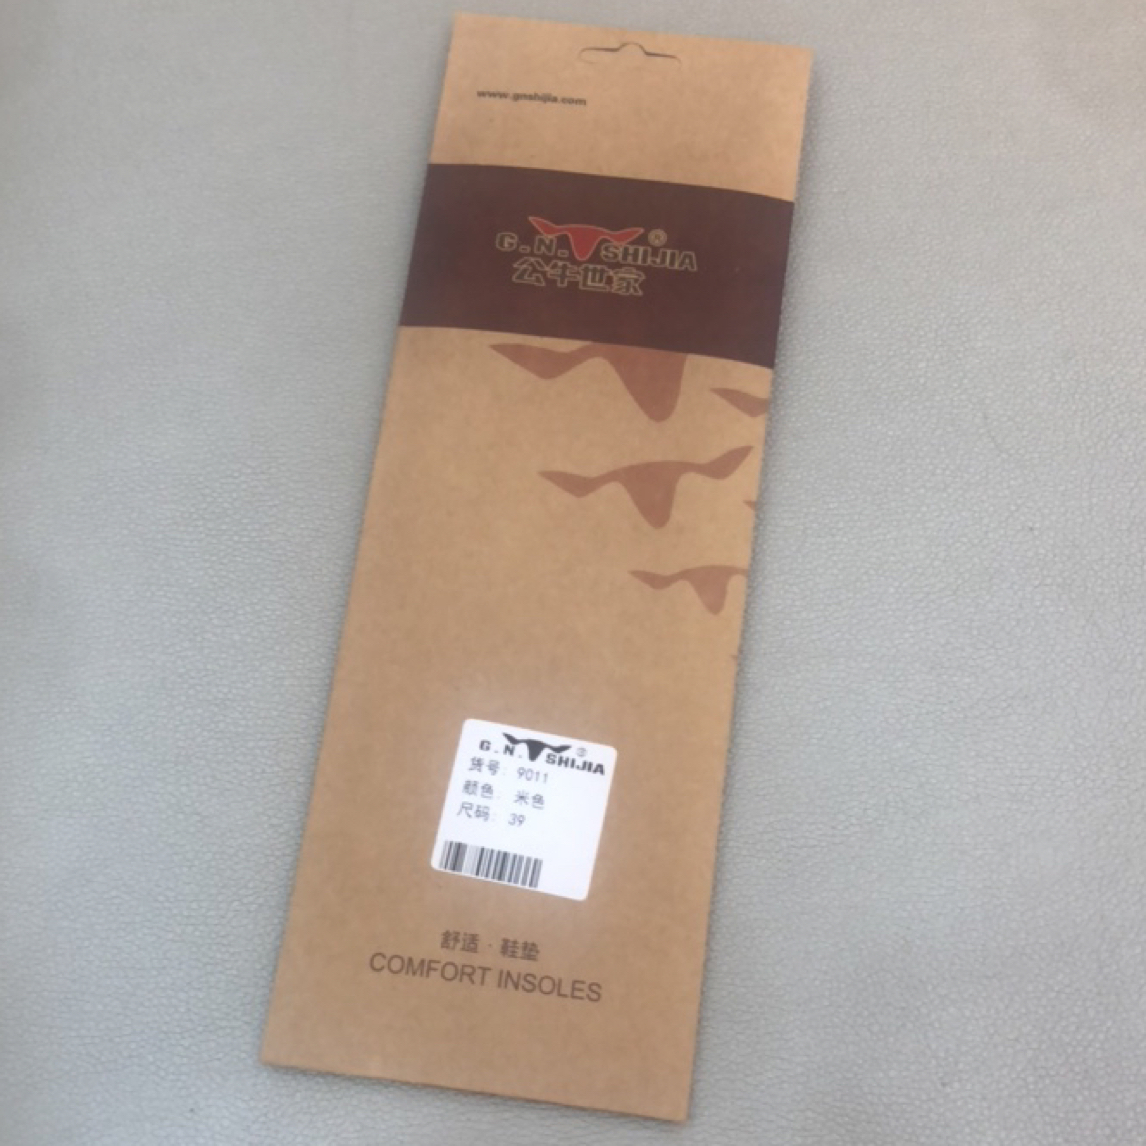 www.gnshijia.com
G.N. SHIJIA®
公牛世家
G.N. SHIJIA®
货号: 9011
颜色: 米色
尺码: 39
舒适·鞋垫
COMFORT INSOLES